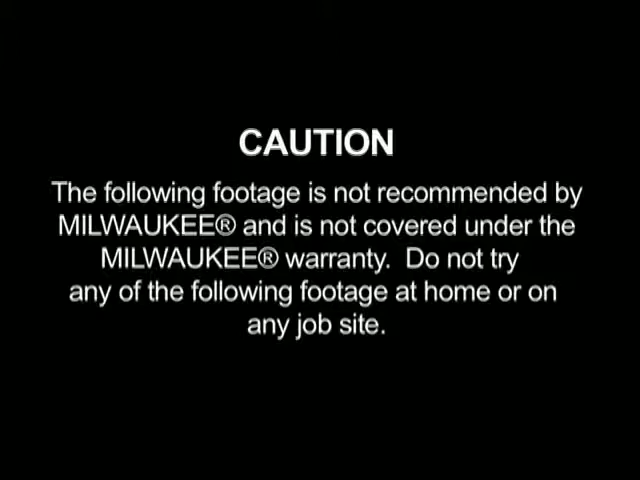 CAUTION
The following footage is not recommended by
MILWAUKEE® and is not covered under the
MILWAUKEE® warranty.  Do not try
any of the following footage at home or on
any job site.